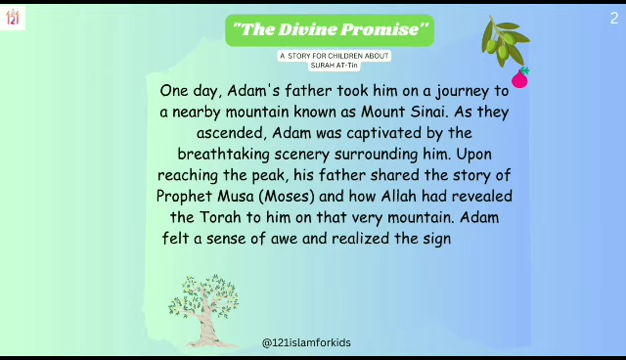 121
2
"The Divine Promise"
A STORY FOR CHILDREN ABOUT
SURAH AT-Tin
One day, Adam's father took him on a journey to
a nearby mountain known as Mount Sinai. As they
ascended, Adam was captivated by the
breathtaking scenery surrounding him. Upon
reaching the peak, his father shared the story of
Prophet Musa (Moses) and how Allah had revealed
the Torah to him on that very mountain. Adam
felt a sense of awe and realized the sign
@121islamforkids